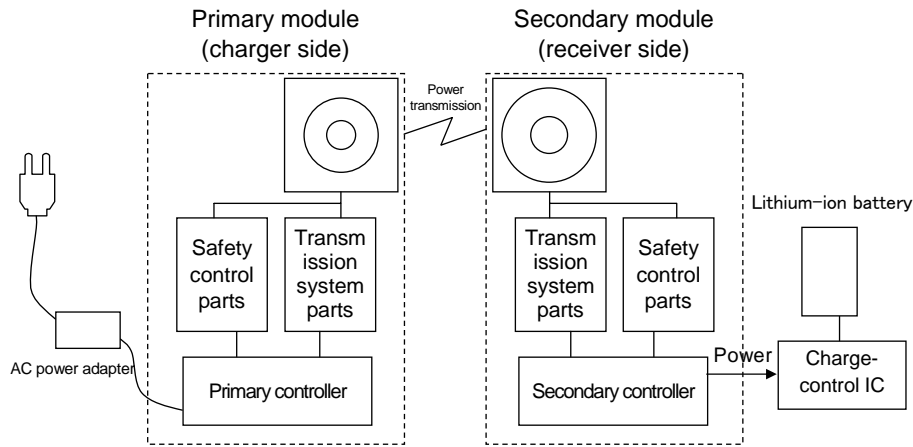 Primary module
(charger side)
Secondary module
(receiver side)
Power
transmission
Safety
control
parts
Transm
ission
system
parts
Transm
ission
system
parts
Safety
control
parts
Lithium-ion battery
AC power adapter
Primary controller
Secondary controller
Power
Charge-
control IC